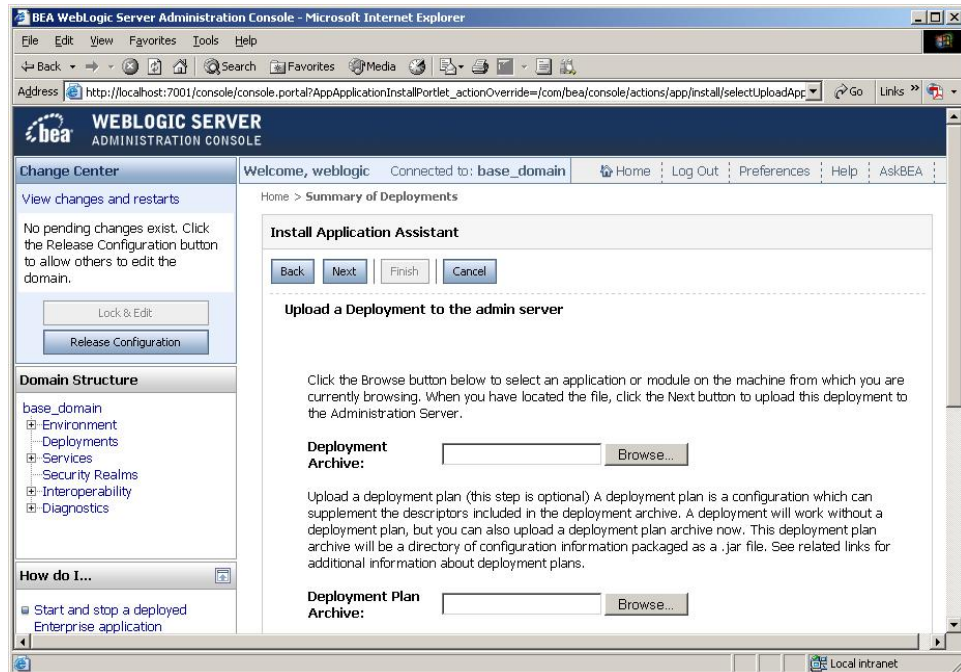 BEA WebLogic Server Administration Console - Microsoft Internet Explorer
File Edit View Favorites Tools Help
Back Search Favorites Media
Address http://localhost:7001/console/console.portal?AppApplicationInstallPortlet_actionOverride=/com/bea/console/actions/app/install/selectUploadApp Go Links »
bea WEBLOGIC SERVER
ADMINISTRATION CONSOLE
Change Center
Welcome, weblogic Connected to: base_domain Home Log Out Preferences Help AskBEA
View changes and restarts
Home > Summary of Deployments
No pending changes exist. Click
the Release Configuration button
to allow others to edit the
domain.
Lock & Edit
Release Configuration
Install Application Assistant
Back Next Finish Cancel
Upload a Deployment to the admin server
Click the Browse button below to select an application or module on the machine from which you are
currently browsing. When you have located the file, click the Next button to upload this deployment to
the Administration Server.
Deployment
Archive:
Browse...
Upload a deployment plan (this step is optional) A deployment plan is a configuration which can
supplement the descriptors included in the deployment archive. A deployment will work without a
deployment plan, but you can also upload a deployment plan archive now. This deployment plan
archive will be a directory of configuration information packaged as a .jar file. See related links for
additional information about deployment plans.
Deployment Plan
Archive:
Browse...
Domain Structure
base_domain
Environment
Deployments
Services
Security Realms
Interoperability
Diagnostics
How do I...
Start and stop a deployed
Enterprise application
Local intranet